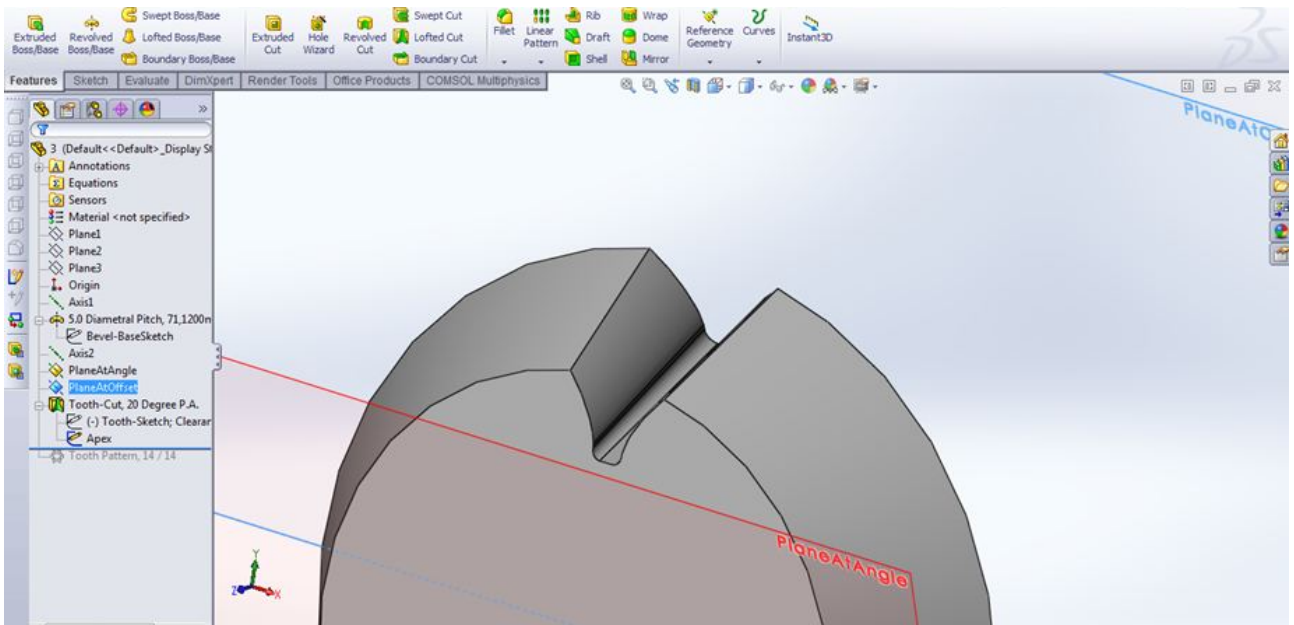 Extruded Boss/Base
Revolved Boss/Base
Swept Boss/Base
Lofted Boss/Base
Boundary Boss/Base
Extruded Cut
Hole Wizard
Revolved Cut
Swept Cut
Lofted Cut
Boundary Cut
Fillet
Linear Pattern
Rib
Draft
Shell
Wrap
Dome
Mirror
Reference Geometry
Curves
Instant3D
Features
Sketch
Evaluate
DimXpert
Render Tools
Office Products
COMSOL Multiphysics
3 (Default<<Default>_Display St
Annotations
Equations
Sensors
Material <not specified>
Plane1
Plane2
Plane3
Origin
Axis1
5.0 Diametral Pitch, 71,1200n
Bevel-BaseSketch
Axis2
PlaneAtAngle
PlaneAtOffset
Tooth-Cut, 20 Degree P.A.
(-) Tooth-Sketch; Clearar
Apex
Tooth Pattern, 14 / 14
PlaneAtO
PlaneAtAngle
Y
Z
X